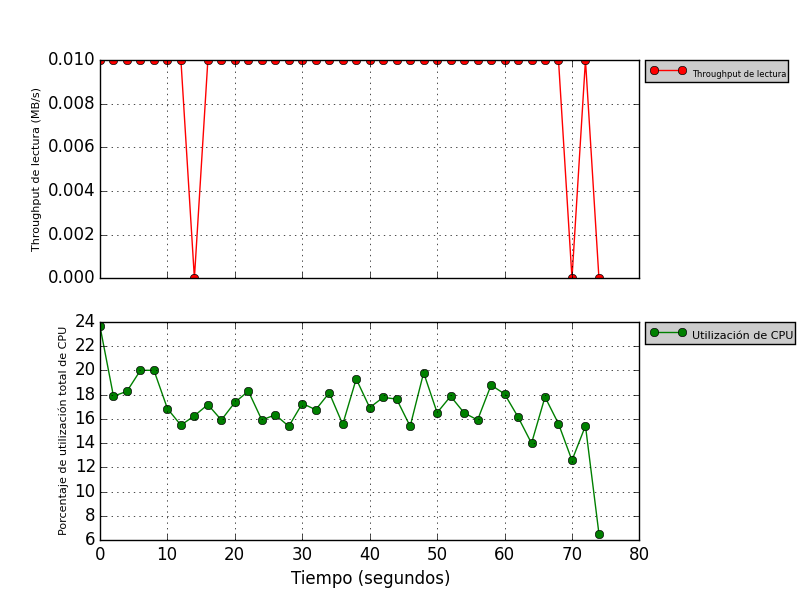 0.010
0.008
0.006
0.004
0.002
0.000
Throughput de lectura (MB/s)
Throughput de lectura
24
22
20
18
16
14
12
10
8
6
Porcentaje de utilización total de CPU
Utilización de CPU
0 10 20 30 40 50 60 70 80
Tiempo (segundos)